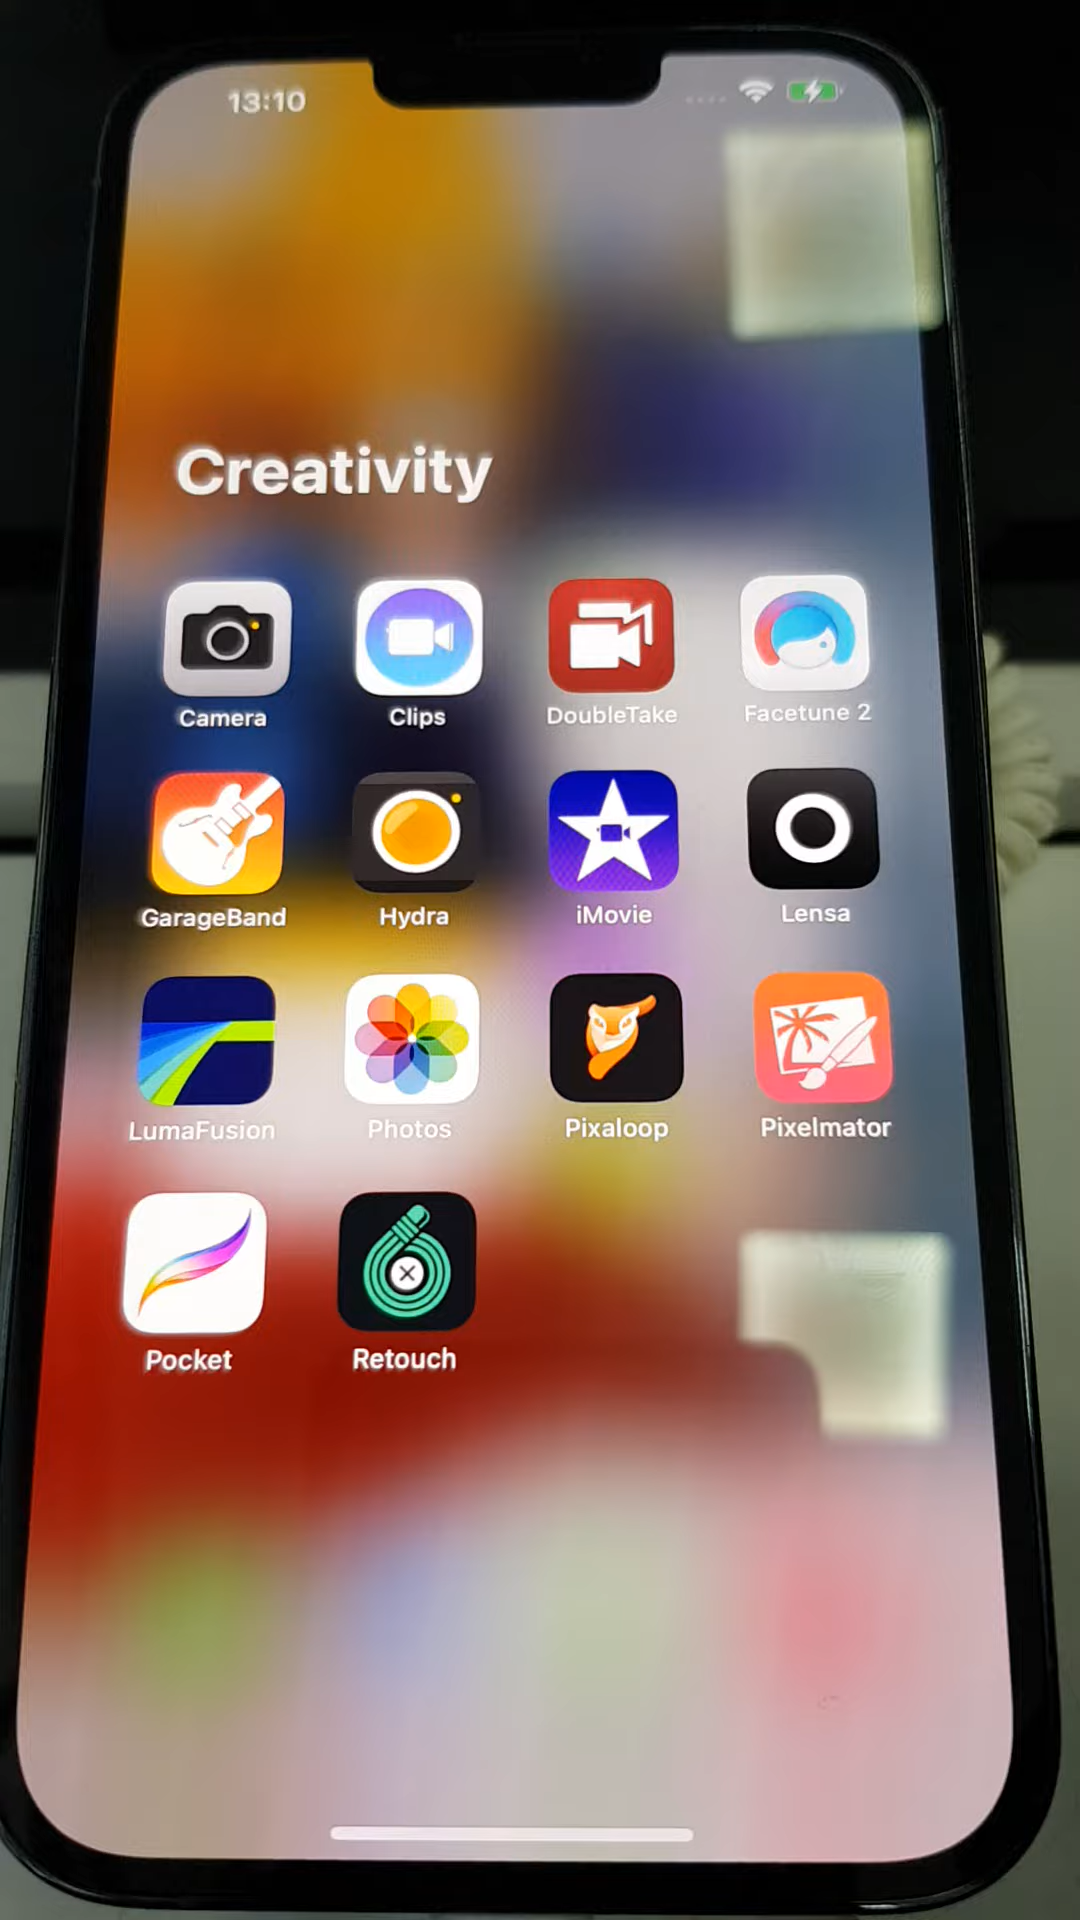 13:10
Creativity
Camera Clips DoubleTake Facetune 2
GarageBand Hydra iMovie Lensa
LumaFusion Photos Pixaloop Pixelmator
Pocket Retouch